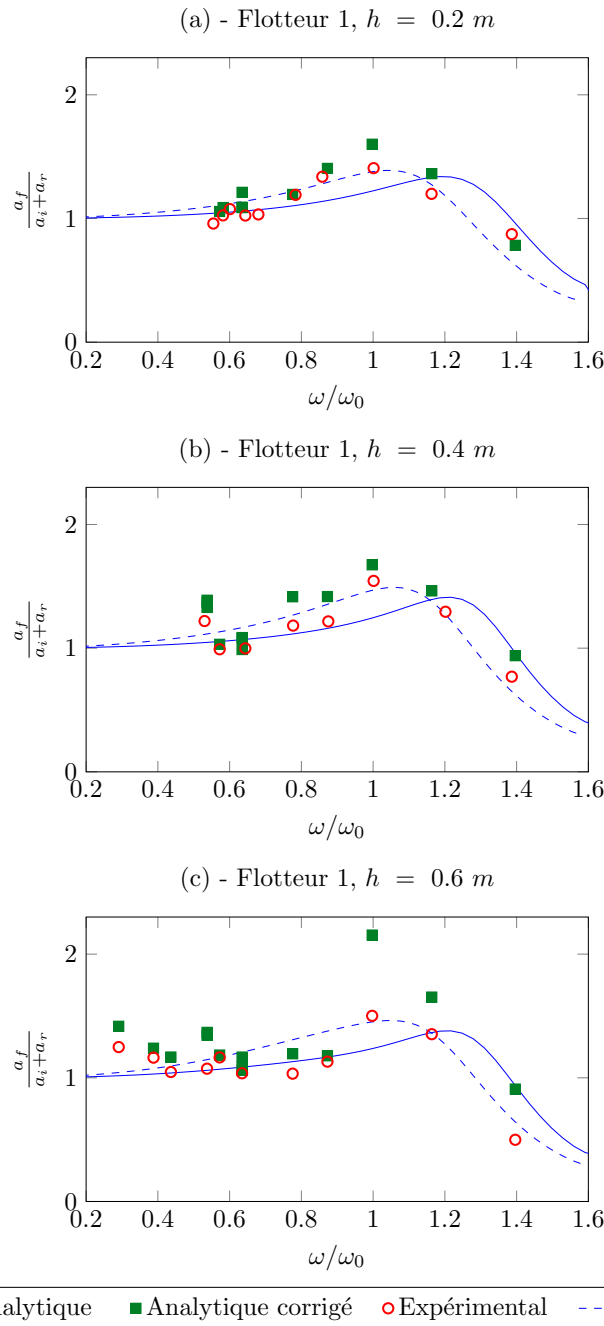 (a) - Flotteur 1, h = 0.2 m
2
1
0
a_f / a_i + a_r
0.2 0.4 0.6 0.8 1 1.2 1.4 1.6
ω/ω₀
(b) - Flotteur 1, h = 0.4 m
2
1
0
a_f / a_i + a_r
0.2 0.4 0.6 0.8 1 1.2 1.4 1.6
ω/ω₀
(c) - Flotteur 1, h = 0.6 m
2
1
0
a_f / a_i + a_r
0.2 0.4 0.6 0.8 1 1.2 1.4 1.6
ω/ω₀
alytique Analytique corrigé Expérimental